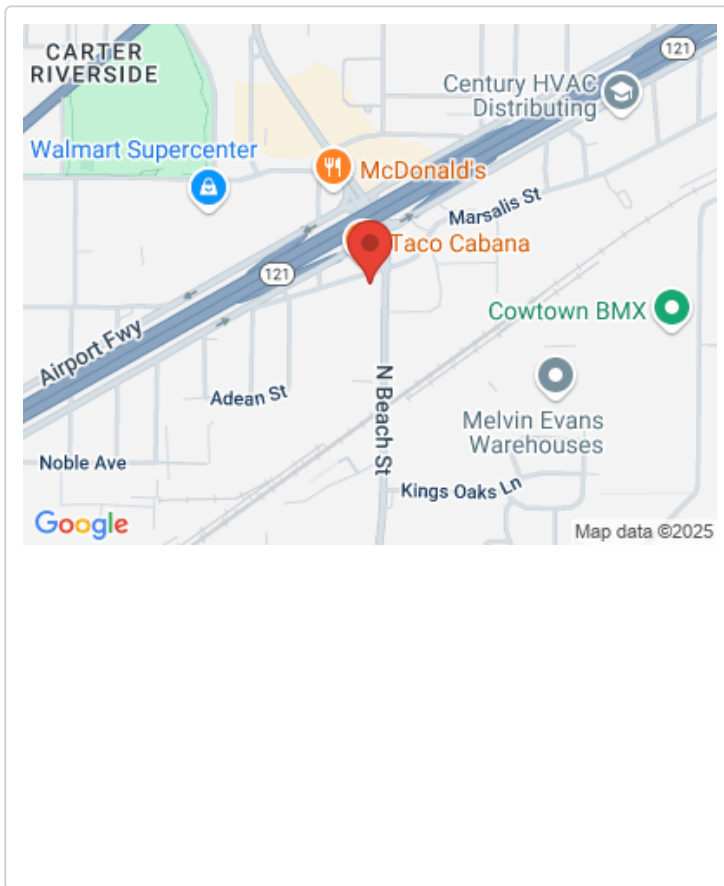 CARTER
RIVERSIDE
121
Century HVAC
Distributing
Walmart Supercenter
McDonald's
Marsalis St
Taco Cabana
121
Airport Fwy
Cowtown BMX
Adean St
N Beach St
Melvin Evans
Warehouses
Noble Ave
Kings Oaks Ln
Google
Map data ©2025